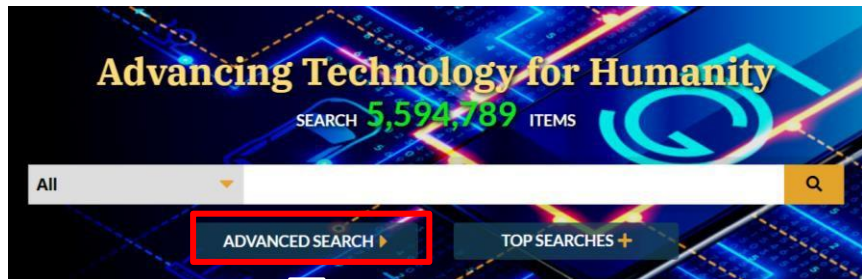 Advancing Technology for Humanity
SEARCH 5,594,789 ITEMS
All
ADVANCED SEARCH TOP SEARCHES +